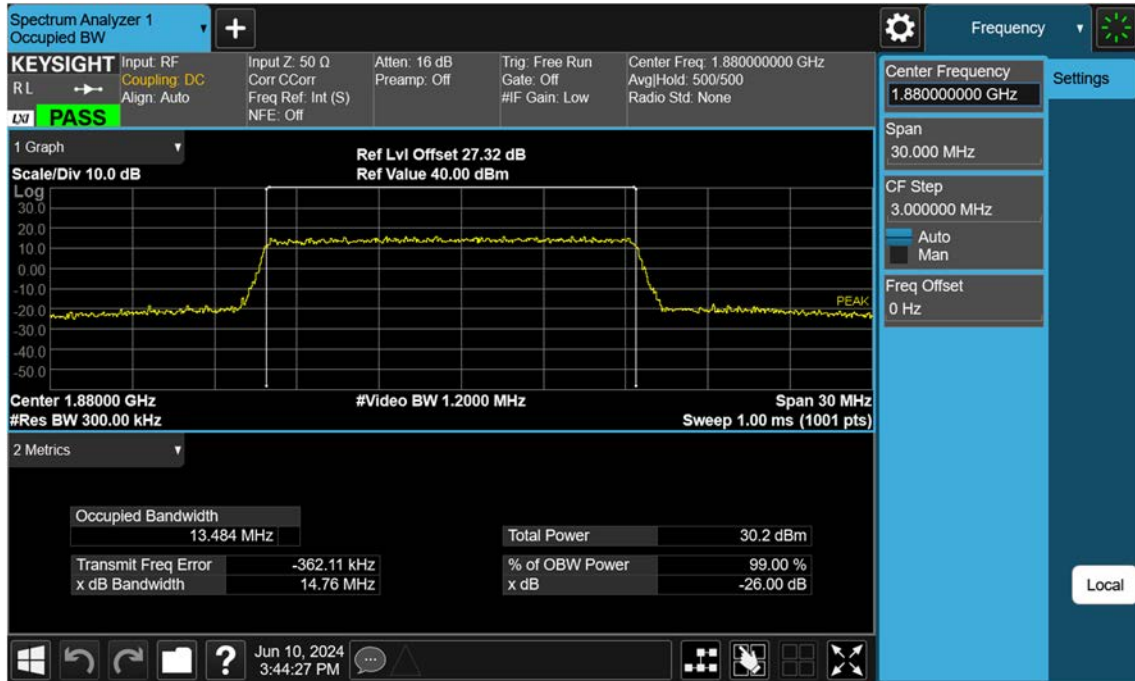 Spectrum Analyzer 1
Occupied BW
Frequency
KEYSIGHT
Input: RF
Coupling: DC
Align: Auto
Input Z: 50 Ω
Corr CCorr
Freq Ref: Int (S)
NFE: Off
Atten: 16 dB
Preamp: Off
Trig: Free Run
Gate: Off
#IF Gain: Low
Center Freq: 1.880000000 GHz
Avg|Hold: 500/500
Radio Std: None
R L
LXI
PASS
Center Frequency
1.880000000 GHz
Settings
Span
30.000 MHz
CF Step
3.000000 MHz
Auto
Man
Freq Offset
0 Hz
1 Graph
Scale/Div 10.0 dB
Ref Lvl Offset 27.32 dB
Ref Value 40.00 dBm
Log
30.0
20.0
10.0
0.00
-10.0
-20.0
-30.0
-40.0
-50.0
PEAK
Center 1.88000 GHz
#Video BW 1.2000 MHz
Span 30 MHz
#Res BW 300.00 kHz
Sweep 1.00 ms (1001 pts)
2 Metrics
Occupied Bandwidth
13.484 MHz
Total Power 30.2 dBm
Transmit Freq Error -362.11 kHz
% of OBW Power 99.00 %
x dB Bandwidth 14.76 MHz
x dB -26.00 dB
Local
?
Jun 10, 2024
3:44:27 PM